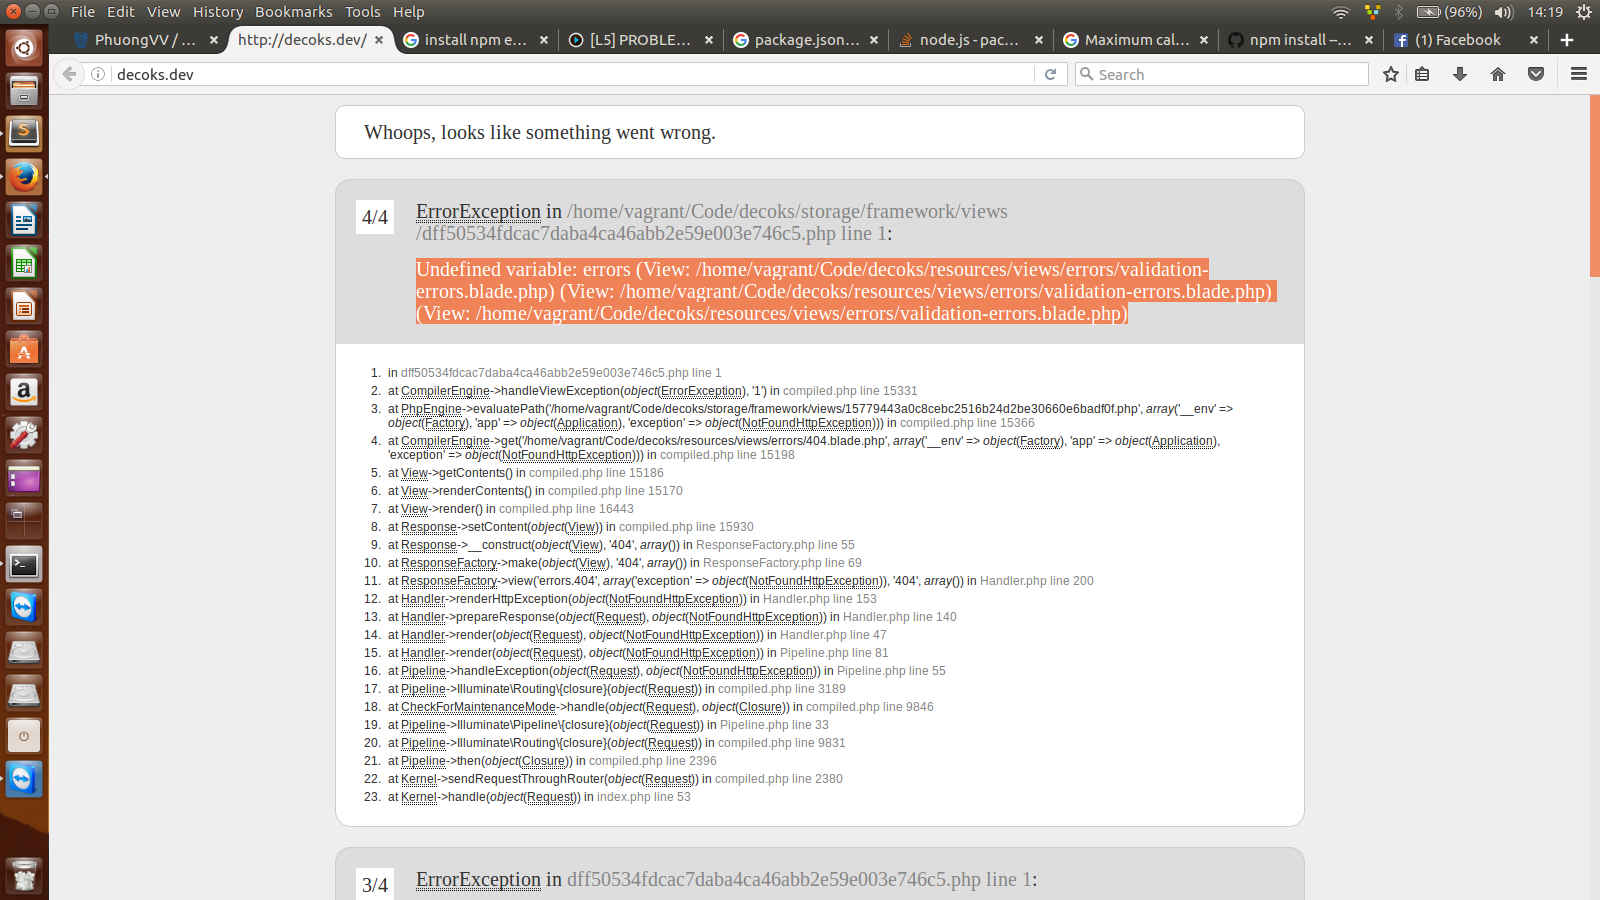 File Edit View History Bookmarks Tools Help
(96%) 14:19
PhuongVV / ... × http://decoks.dev/ × install npm e... × [L5] PROBLE... × package.json... × node.js - pac... × Maximum cal... × npm install –... × (1) Facebook ×
decoks.dev
Search
Whoops, looks like something went wrong.
4/4
ErrorException in /home/vagrant/Code/decoks/storage/framework/views
/dff50534fdcac7daba4ca46abb2e59e003e746c5.php line 1:
Undefined variable: errors (View: /home/vagrant/Code/decoks/resources/views/errors/validation-
errors.blade.php) (View: /home/vagrant/Code/decoks/resources/views/errors/validation-errors.blade.php)
(View: /home/vagrant/Code/decoks/resources/views/errors/validation-errors.blade.php)
1. in dff50534fdcac7daba4ca46abb2e59e003e746c5.php line 1
2. at CompilerEngine->handleViewException(object(ErrorException), '1') in compiled.php line 15331
3. at PhpEngine->evaluatePath('/home/vagrant/Code/decoks/storage/framework/views/15779443a0c8cebc2516b24d2be30660e6badf0f.php', array('__env' =>
object(Factory), 'app' => object(Application), 'exception' => object(NotFoundHttpException))) in compiled.php line 15366
4. at CompilerEngine->get('/home/vagrant/Code/decoks/resources/views/errors/404.blade.php', array('__env' => object(Factory), 'app' => object(Application),
'exception' => object(NotFoundHttpException))) in compiled.php line 15198
5. at View->getContents() in compiled.php line 15186
6. at View->renderContents() in compiled.php line 15170
7. at View->render() in compiled.php line 16443
8. at Response->setContent(object(View)) in compiled.php line 15930
9. at Response->__construct(object(View), '404', array()) in ResponseFactory.php line 55
10. at ResponseFactory->make(object(View), '404', array()) in ResponseFactory.php line 69
11. at ResponseFactory->view('errors.404', array('exception' => object(NotFoundHttpException)), '404', array()) in Handler.php line 200
12. at Handler->renderHttpException(object(NotFoundHttpException)) in Handler.php line 153
13. at Handler->prepareResponse(object(Request), object(NotFoundHttpException)) in Handler.php line 140
14. at Handler->render(object(Request), object(NotFoundHttpException)) in Handler.php line 47
15. at Handler->render(object(Request), object(NotFoundHttpException)) in Pipeline.php line 81
16. at Pipeline->handleException(object(Request), object(NotFoundHttpException)) in Pipeline.php line 55
17. at Pipeline->Illuminate\Routing\{closure}(object(Request)) in compiled.php line 3189
18. at CheckForMaintenanceMode->handle(object(Request), object(Closure)) in compiled.php line 9846
19. at Pipeline->Illuminate\Pipeline\{closure}(object(Request)) in Pipeline.php line 33
20. at Pipeline->Illuminate\Routing\{closure}(object(Request)) in compiled.php line 9831
21. at Pipeline->then(object(Closure)) in compiled.php line 2396
22. at Kernel->sendRequestThroughRouter(object(Request)) in compiled.php line 2380
23. at Kernel->handle(object(Request)) in index.php line 53
3/4
ErrorException in dff50534fdcac7daba4ca46abb2e59e003e746c5.php line 1: